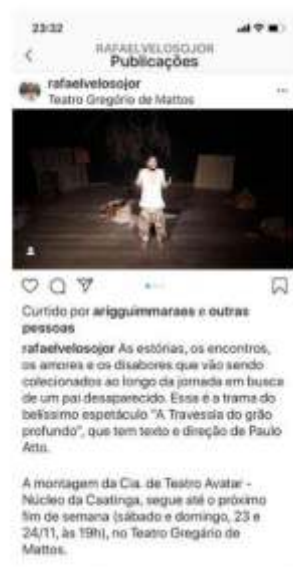 23:32
RAFAELVELOSOJOR
Publicações
rafaelvelosojor
Teatro Gregório de Mattos
Curtido por arigguimmaraes e outras
pessoas
rafaelvelosojor As estórias, os encontros,
os amores e os disabores que vão sendo
colecionados ao longo da jornada em busca
de um pai desaparecido. Essa é a trama do
belíssimo espetáculo "A Travessia do grão
profundo", que tem texto e direção de Paulo
Atto.
A montagem da Cia. de Teatro Avatar -
Núcleo da Caatinga, segue até o próximo
fim de semana (sábado e domingo, 23 e
24/11, às 19h), no Teatro Gregório de
Mattos.